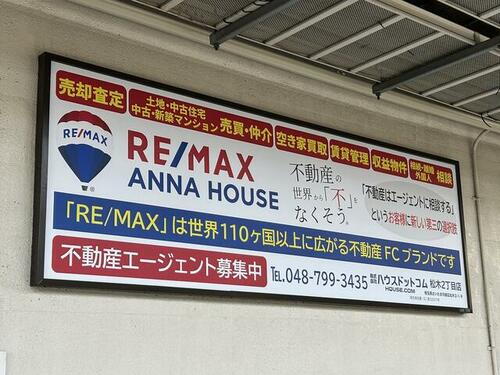 売却査定
土地・中古住宅
中古・新築マンション 売買・仲介
空き家買取
賃貸管理
収益物件
相続・離婚
外国人 相談
RE/MAX
RE/MAX
ANNA HOUSE
不動産の
世界から「不」を
なくそう。
「不動産はエージェントに相談する」
というお客様に新しい第三の選択肢
「RE/MAX」は世界110ヶ国以上に広がる不動産FCブランドです
不動産エージェント募集中
TEL.048-799-3435
株式会社ハウスドットコム 松木2丁目店
HOUSE.COM